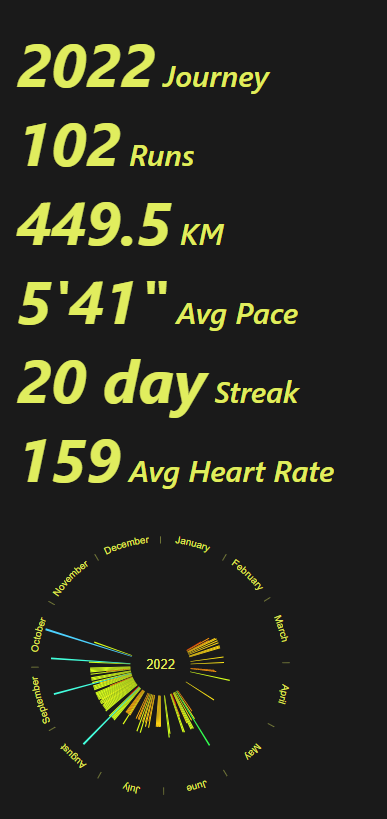 2022 Journey
102 Runs
449.5 KM
5'41" Avg Pace
20 day Streak
159 Avg Heart Rate
January
February
March
April
May
June
July
August
September
October
November
December
2022